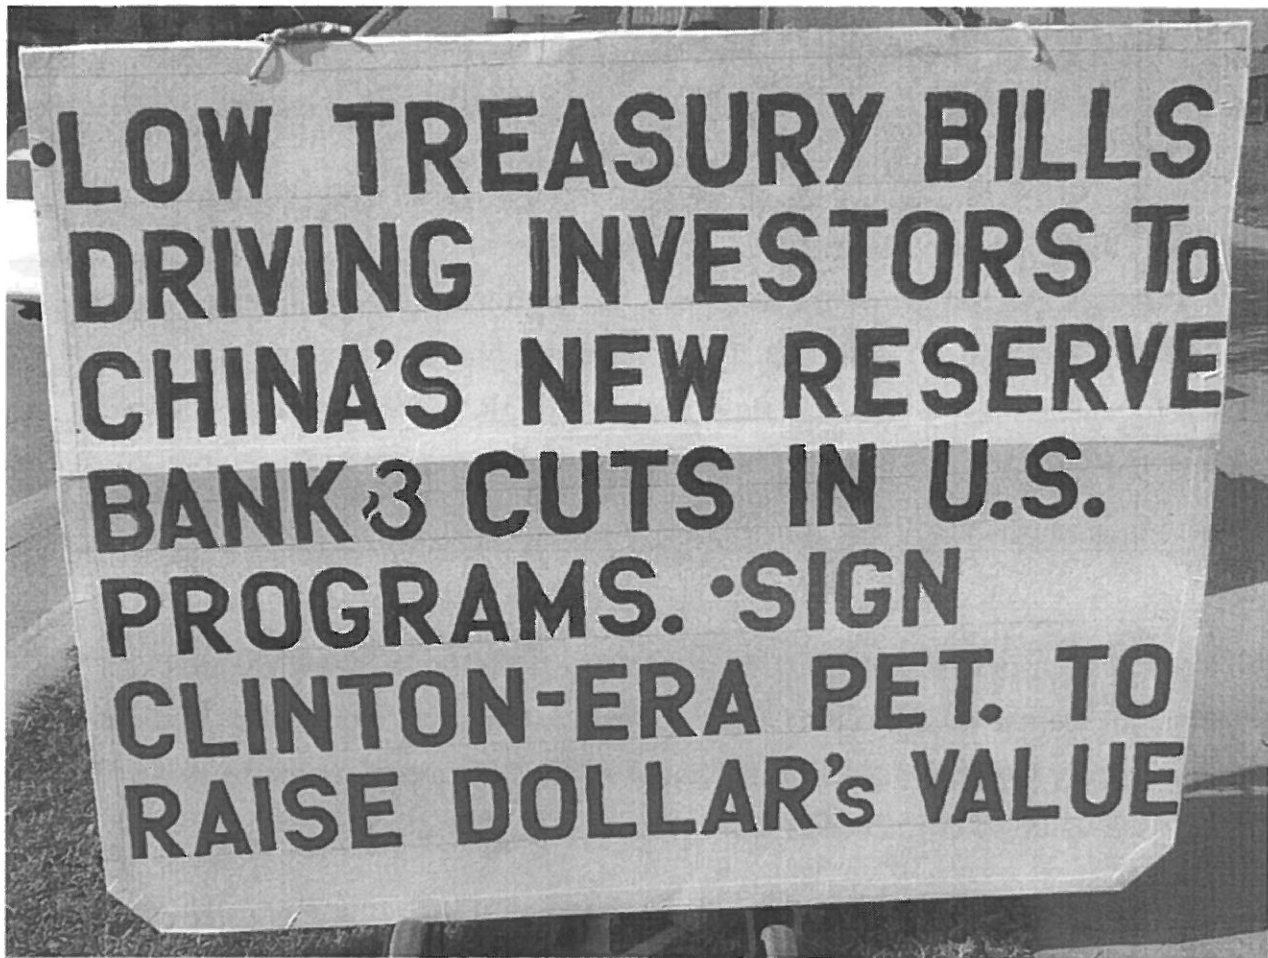 •LOW TREASURY BILLS
DRIVING INVESTORS To
CHINA'S NEW RESERVE
BANK 3 CUTS IN U.S.
PROGRAMS. •SIGN
CLINTON-ERA PET. TO
RAISE DOLLAR's VALUE